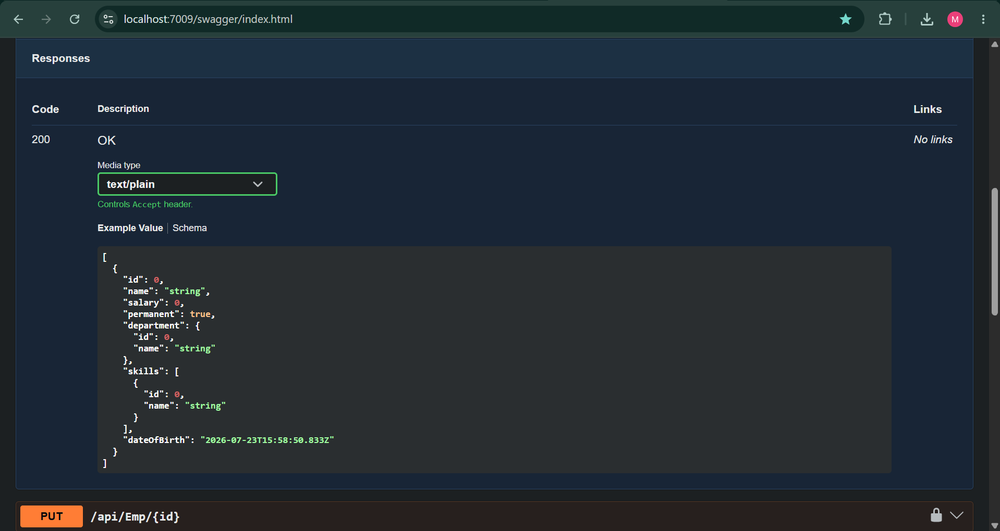 localhost:7009/swagger/index.html
M
Responses
Code Description Links
200 OK No links
Media type
text/plain
Controls Accept header.
Example Value Schema
[
  {
    "id": 0,
    "name": "string",
    "salary": 0,
    "permanent": true,
    "department": {
      "id": 0,
      "name": "string"
    },
    "skills": [
      {
        "id": 0,
        "name": "string"
      }
    ],
    "dateOfBirth": "2026-07-23T15:58:50.833Z"
  }
]
PUT /api/Emp/{id}